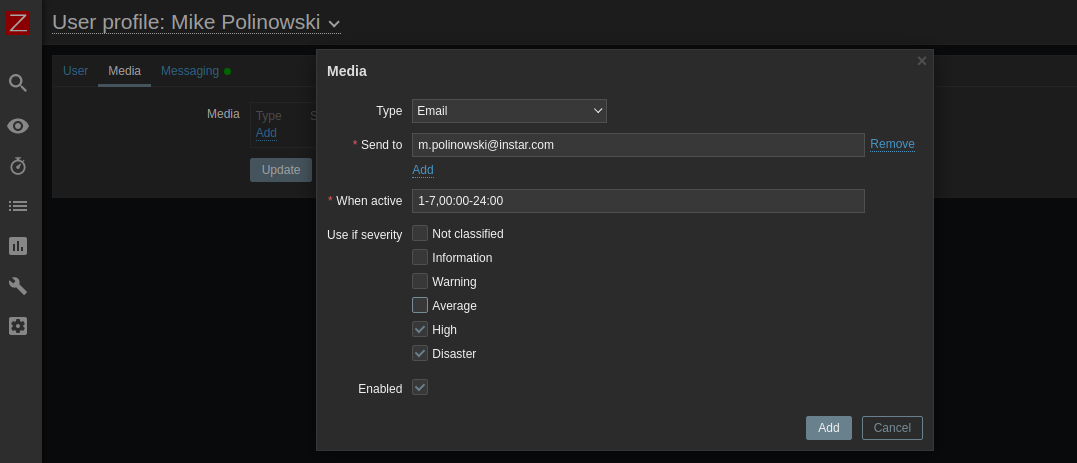 Z
User profile: Mike Polinowski
User Media Messaging
Media
Type S
Add
Update
Media
Type Email
* Send to m.polinowski@instar.com Remove
Add
* When active 1-7,00:00-24:00
Use if severity Not classified
Information
Warning
Average
High
Disaster
Enabled
Add Cancel